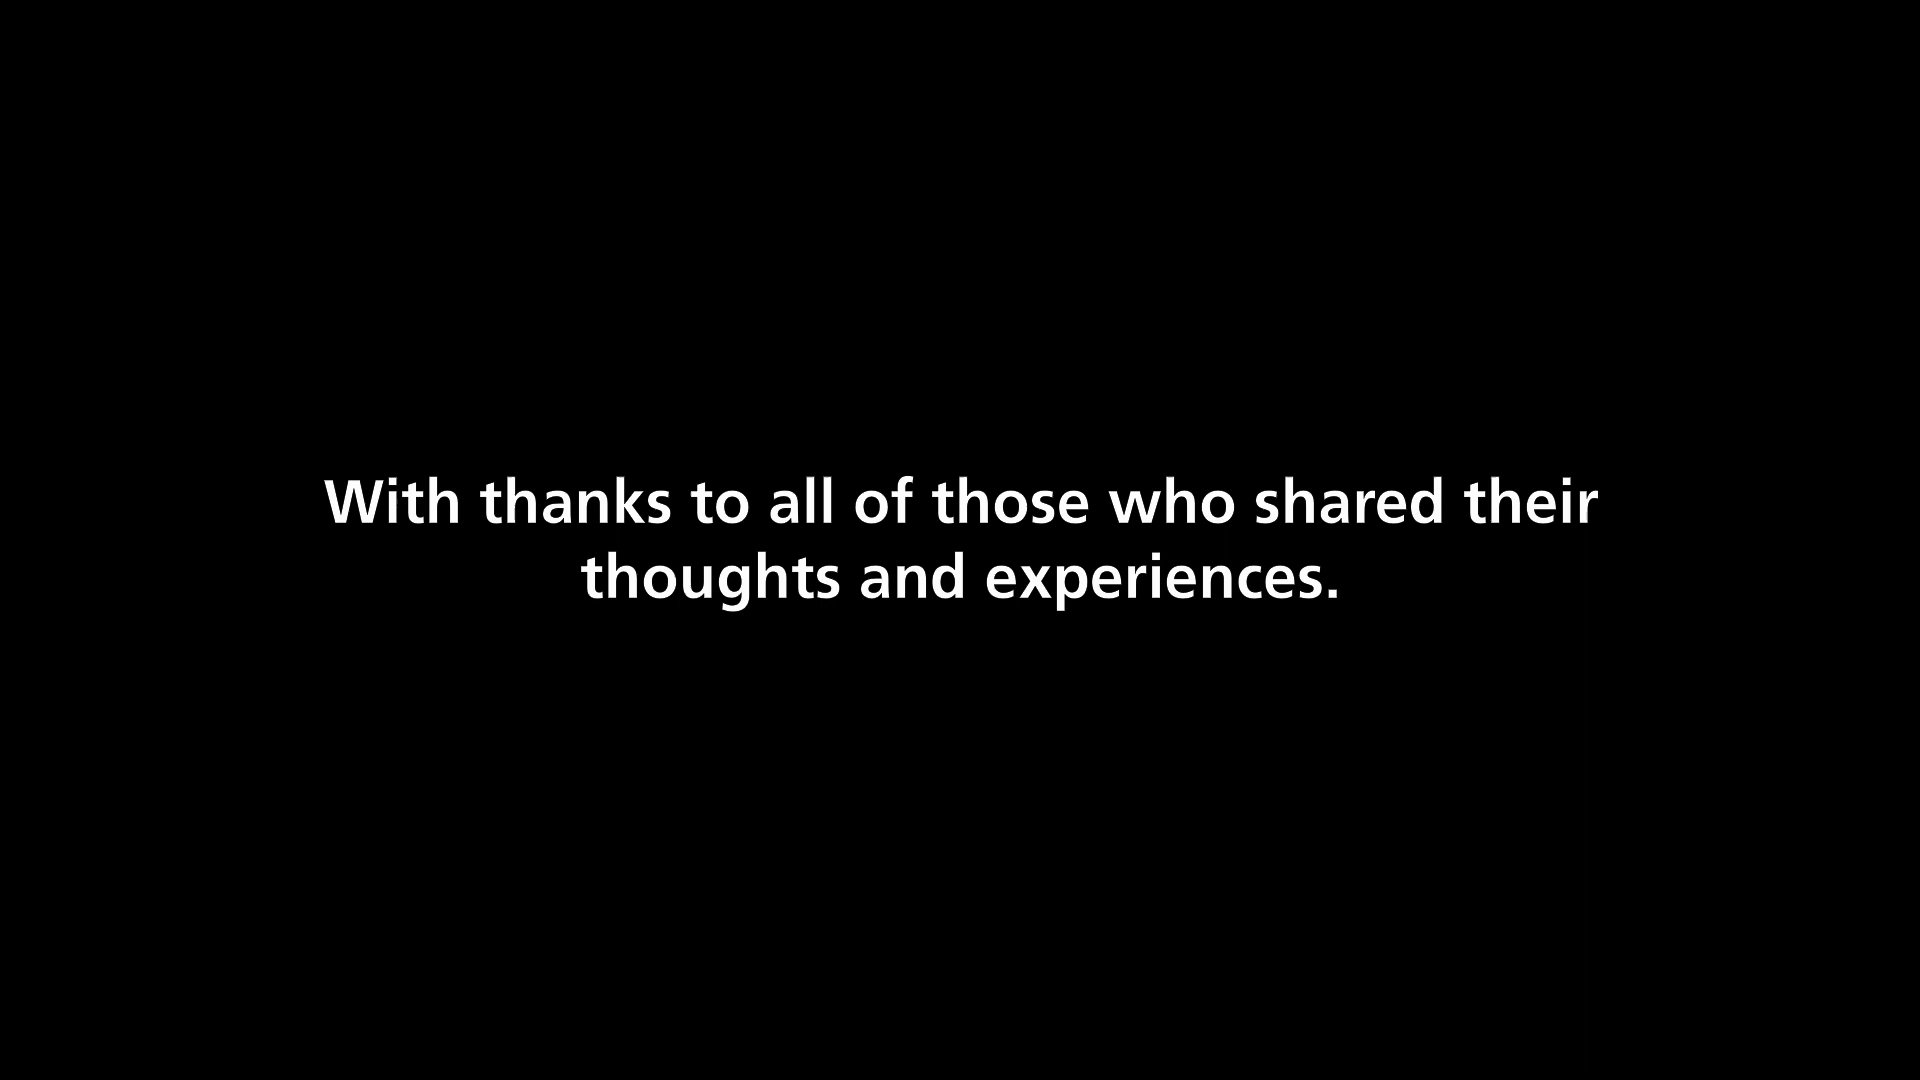 With thanks to all of those who shared their
thoughts and experiences.